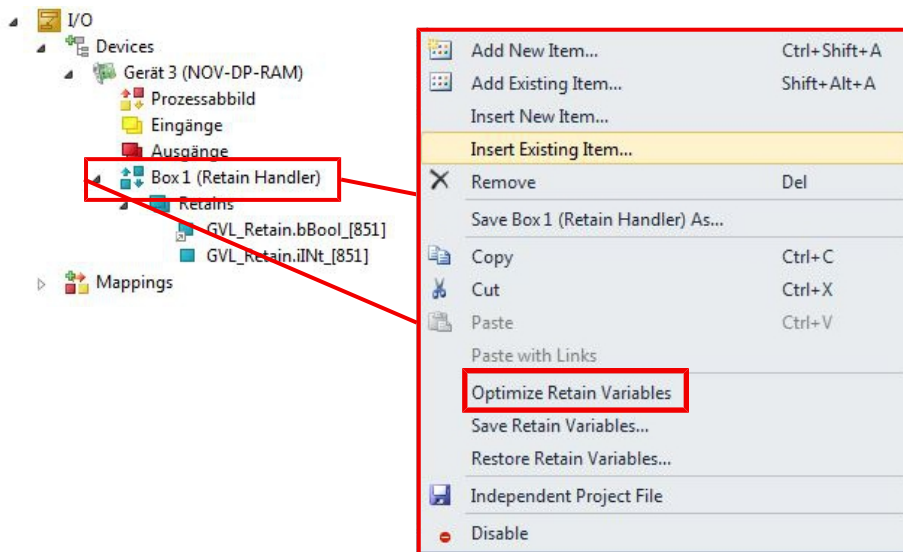 I/O
Devices
Gerät 3 (NOV-DP-RAM)
Prozessabbild
Eingänge
Ausgänge
Box 1 (Retain Handler)
Retains
GVL_Retain.bBool_[851]
GVL_Retain.iINt_[851]
Mappings
Add New Item... Ctrl+Shift+A
Add Existing Item... Shift+Alt+A
Insert New Item...
Insert Existing Item...
Remove Del
Save Box 1 (Retain Handler) As...
Copy Ctrl+C
Cut Ctrl+X
Paste Ctrl+V
Paste with Links
Optimize Retain Variables
Save Retain Variables...
Restore Retain Variables...
Independent Project File
Disable